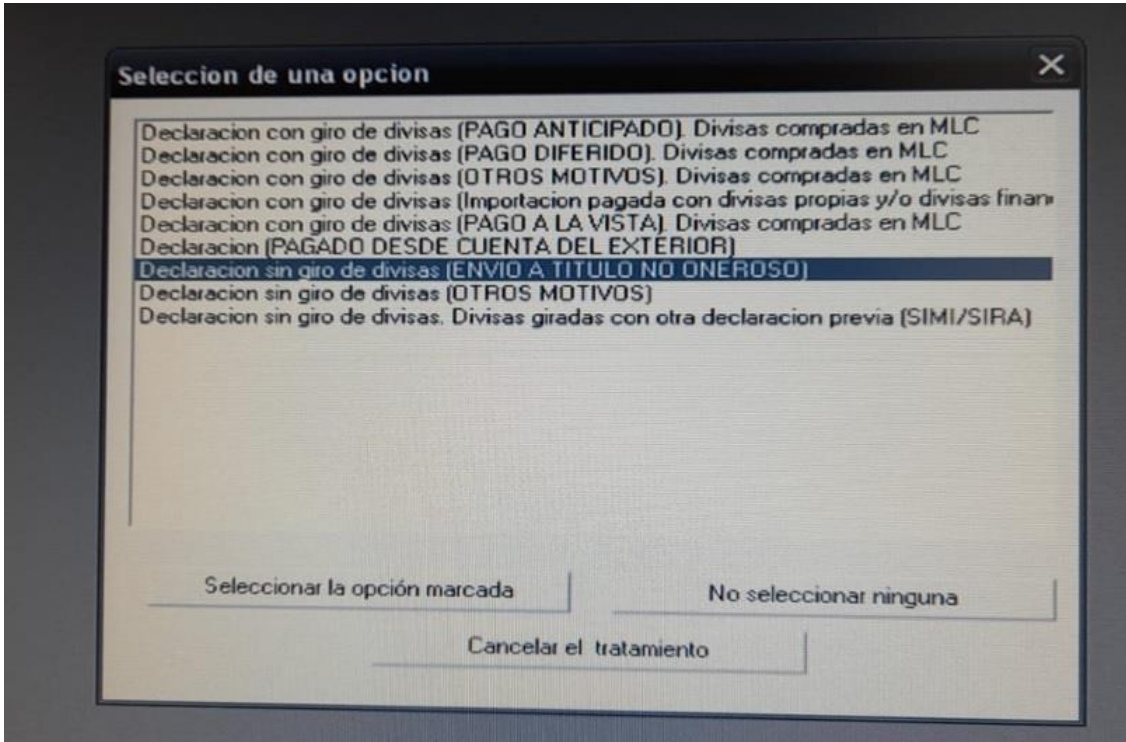 Seleccion de una opcion
Declaracion con giro de divisas (PAGO ANTICIPADO). Divisas compradas en MLC
Declaracion con giro de divisas (PAGO DIFERIDO). Divisas compradas en MLC
Declaracion con giro de divisas (OTROS MOTIVOS). Divisas compradas en MLC
Declaracion con giro de divisas (Importacion pagada con divisas propias y/o divisas finan
Declaracion con giro de divisas (PAGO A LA VISTA). Divisas compradas en MLC
Declaracion (PAGADO DESDE CUENTA DEL EXTERIOR)
Declaracion sin giro de divisas (ENVIO A TITULO NO ONEROSO)
Declaracion sin giro de divisas (OTROS MOTIVOS)
Declaracion sin giro de divisas. Divisas giradas con otra declaracion previa (SIMI/SIRA)
Seleccionar la opción marcada
No seleccionar ninguna
Cancelar el tratamiento